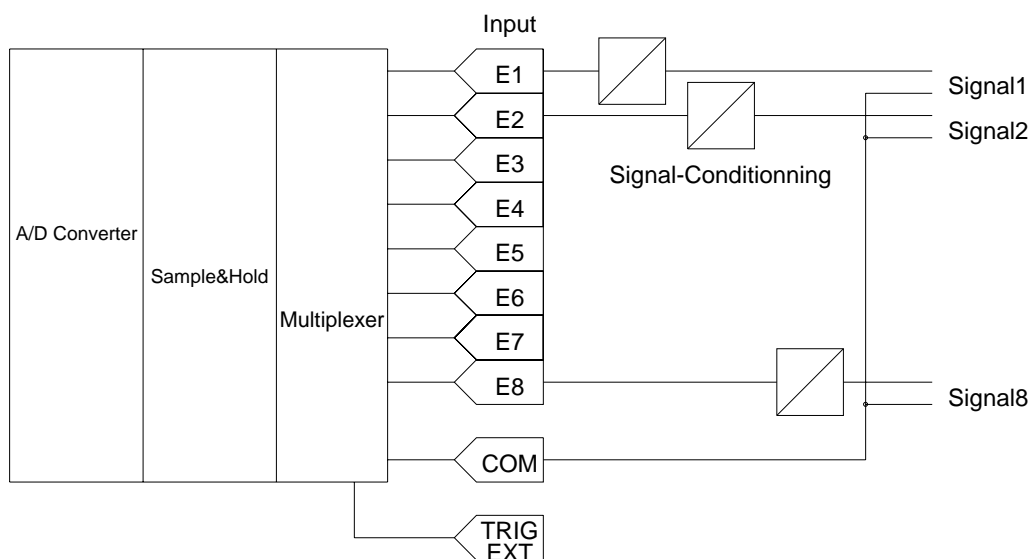 Input
E1
Signal1
E2
Signal2
E3
Signal-Conditionning
E4
A/D Converter
E5
Sample&Hold
E6
Multiplexer
E7
E8
Signal8
COM
TRIG
EXT